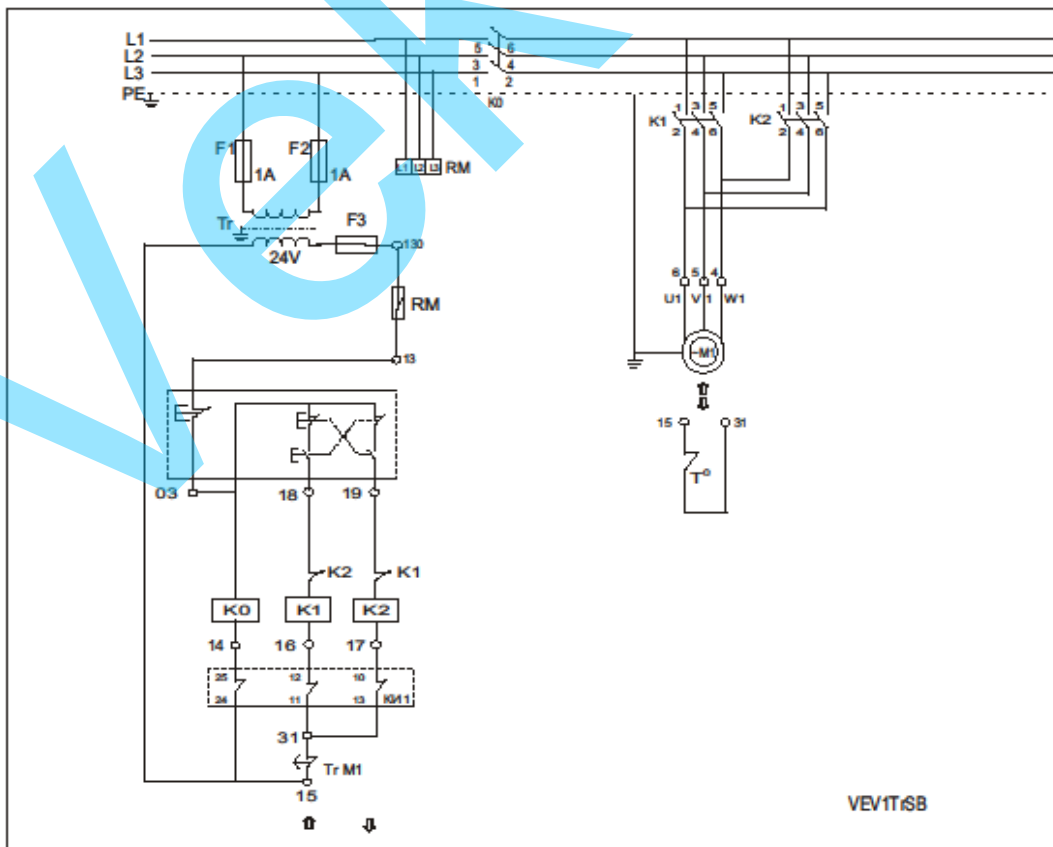 Vek
L1
L2
L3
PE
5 6
3 4
1 2
K0
F1 F2
1A 1A
L1 L2 L3 RM
Tr
F3
24V
130
RM
13
K1
1 3 5
2 4 6
K2
1 3 5
2 4 6
6 5 4
U1 V1 W1
M1
15 31
T°
03 18 19
K2 K1
K0 K1 K2
14 16 17
25 12 10
24 11 13 КИ1
31
Tr M1
15
VEV1TrSB